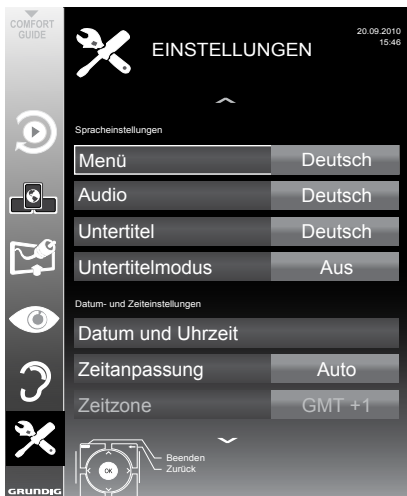 COMFORT
GUIDE
EINSTELLUNGEN
20.09.2010
15:46
Spracheinstellungen
Menü Deutsch
Audio Deutsch
Untertitel Deutsch
Untertitelmodus Aus
Datum- und Zeiteinstellungen
Datum und Uhrzeit
Zeitanpassung Auto
Zeitzone GMT +1
Beenden
Zurück
OK
GRUNDIG